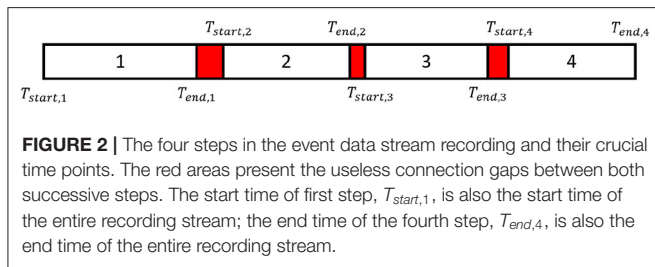 T_start,2 T_end,2 T_start,4 T_end,4
1 2 3 4
T_start,1 T_end,1 T_start,3 T_end,3
FIGURE 2 | The four steps in the event data stream recording and their crucial
time points. The red areas present the useless connection gaps between both
successive steps. The start time of first step, T_start,1, is also the start time of
the entire recording stream; the end time of the fourth step, T_end,4, is also the
end time of the entire recording stream.